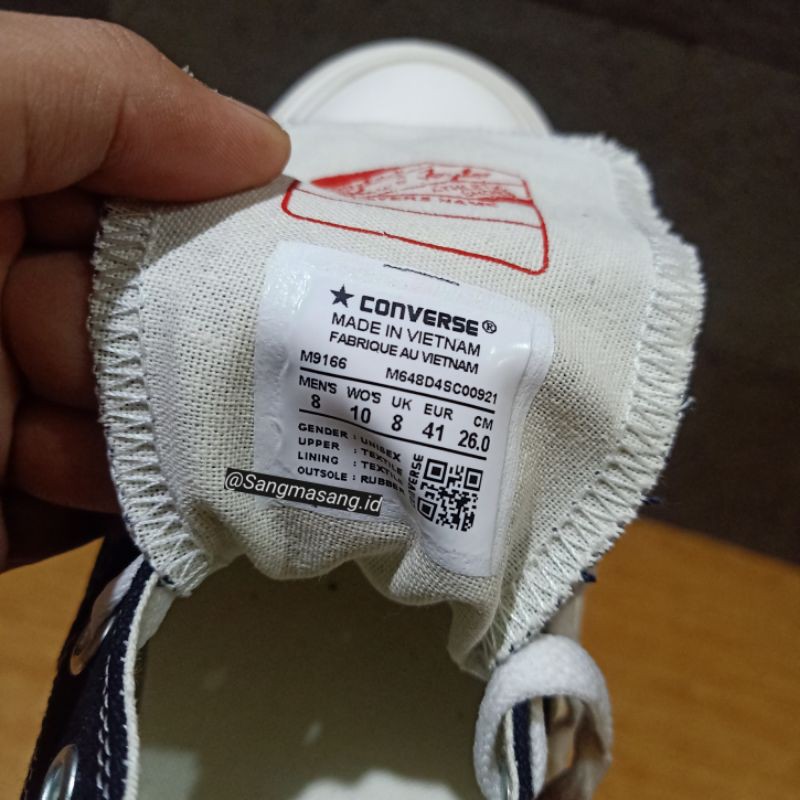 ★ CONVERSE®
MADE IN VIETNAM
FABRIQUE AU VIETNAM
M9166 M648D4SC00921
MEN'S WO'S UK EUR CM
8 10 8 41 26.0
GENDER : UNISEX
UPPER : TEXTILE
LINING : TEXTILE
OUTSOLE : RUBBER
CONVERSE
@Sangmasang.id